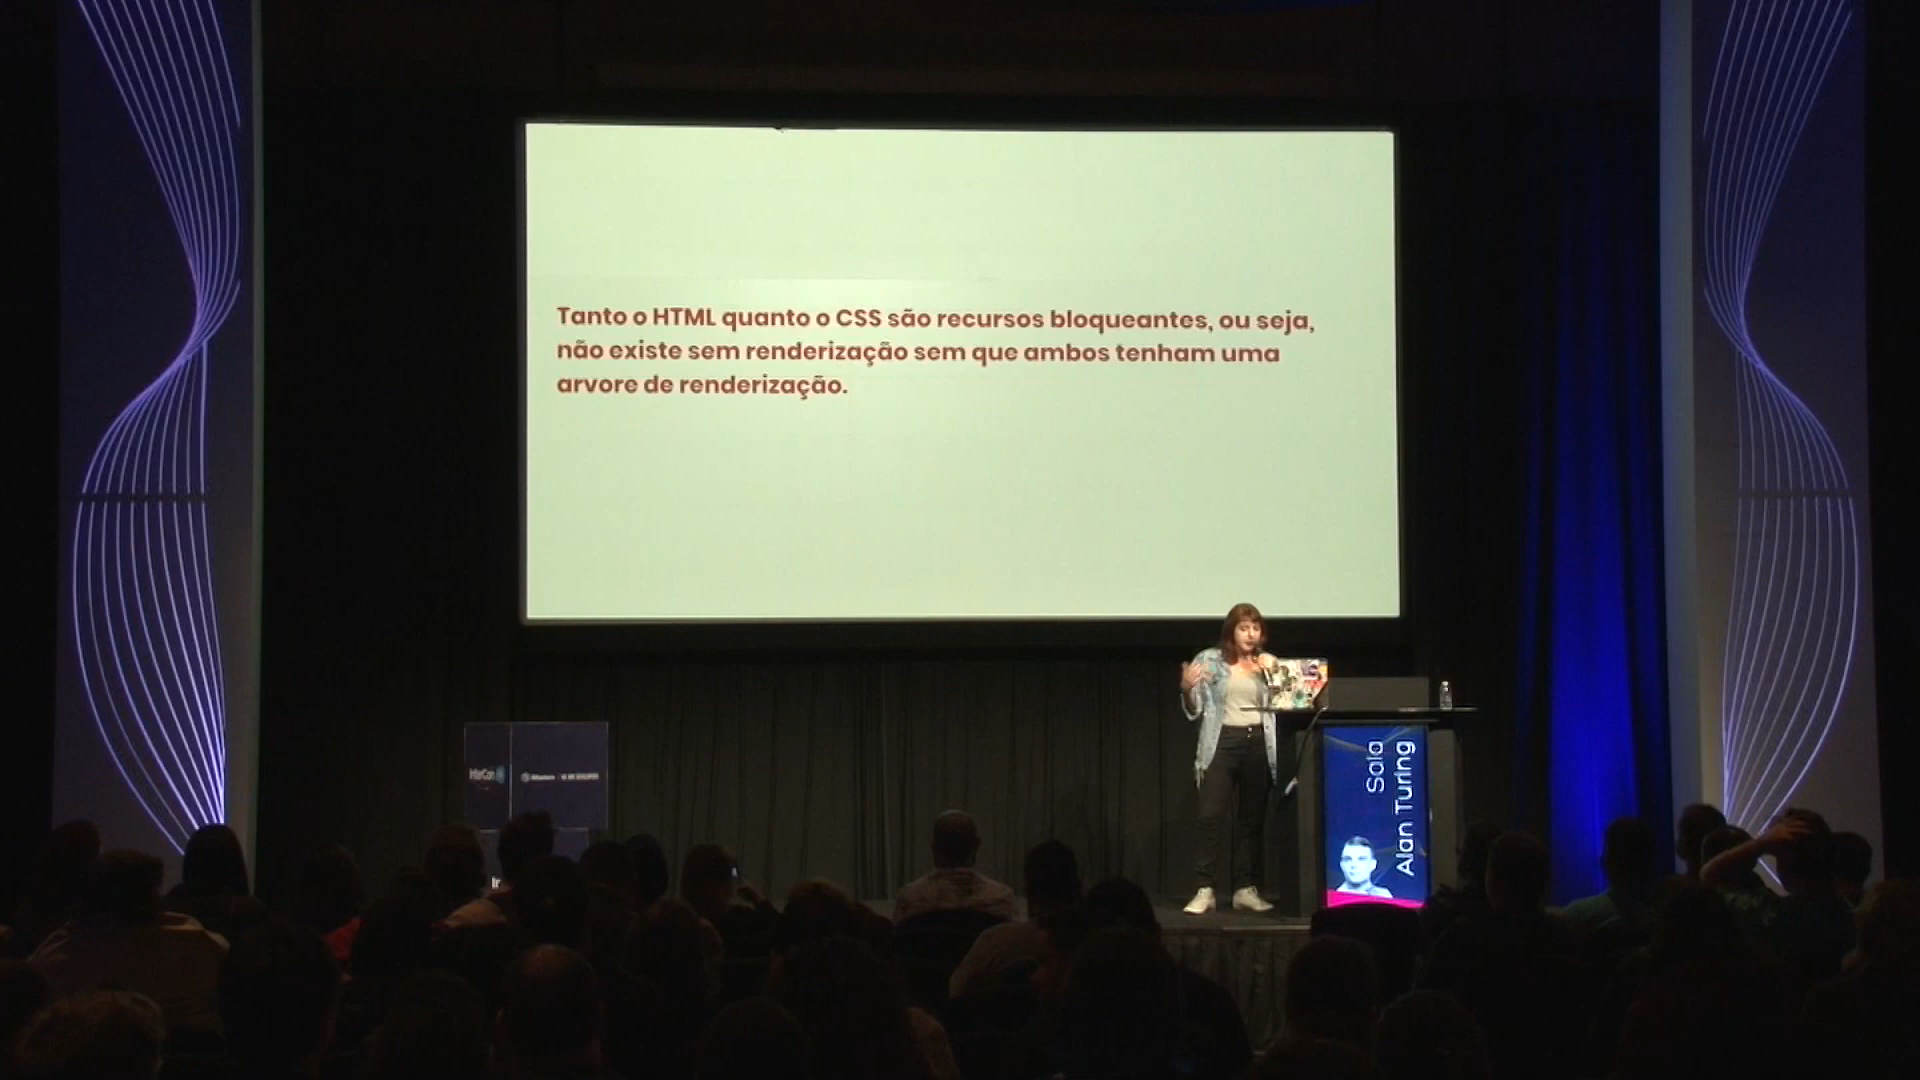 Tanto o HTML quanto o CSS são recursos bloqueantes, ou seja,
não existe sem renderização sem que ambos tenham uma
arvore de renderização.
InterCon
Sala
Alan Turing